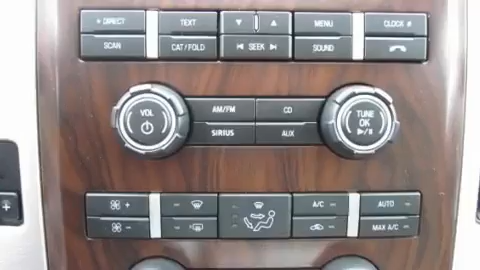 • DIRECT TEXT MENU CLOCK
SCAN CAT/FOLD SEEK SOUND
VOL AM/FM CD TUNE
OK
SIRIUS AUX
+ A/C AUTO
- MAX A/C
+